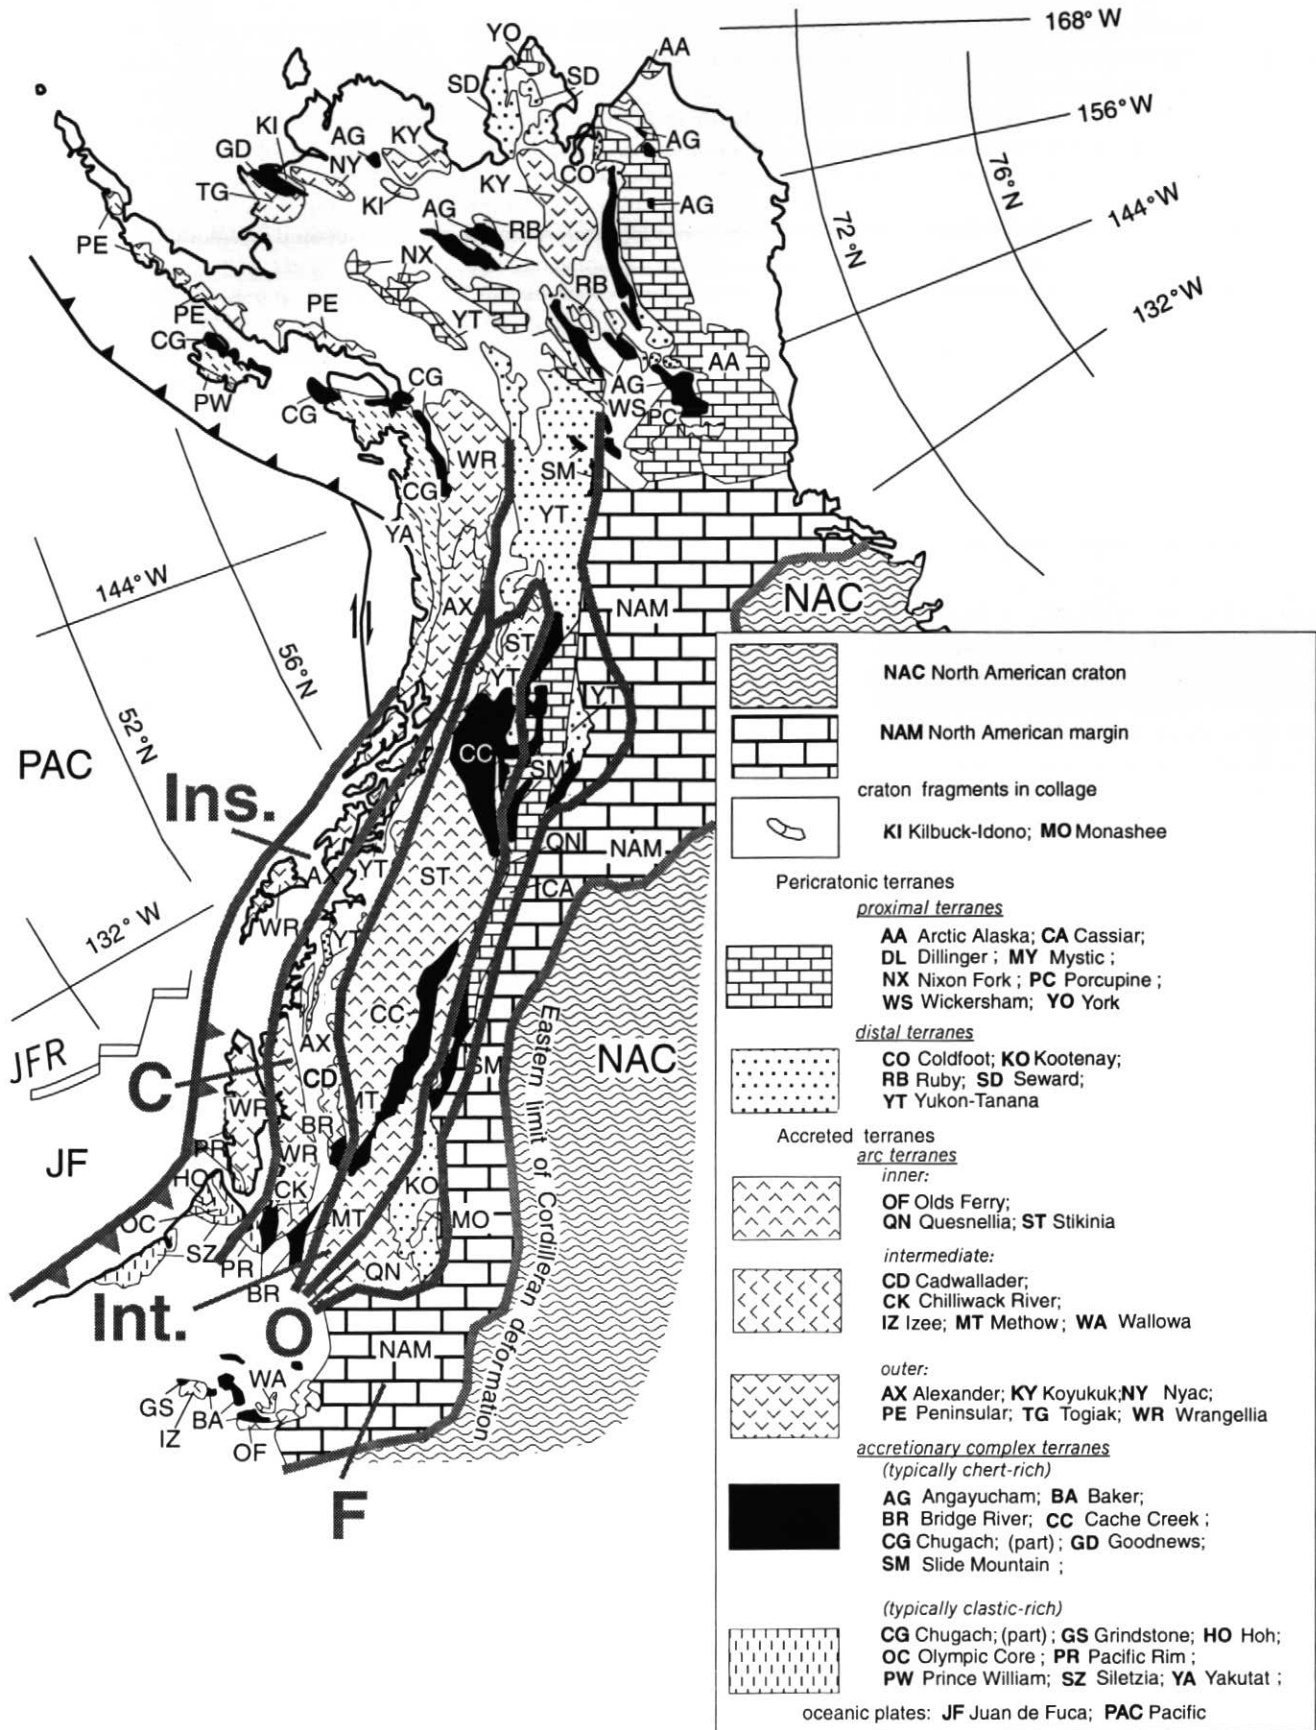 168° W
YO
AA
SD
SD
156° W
KI
AG
KY
GD
NY
AG
CO
76° N
TG
KI
KY
AG
AG
RB
144° W
72° N
PE
NX
RB
132° W
PE
PE
YT
CG
AA
CG
AG
PW
CG
WS
PC
WR
SM
CG
YT
YA
144° W
NAC
AX
NAM
ST
56° N
YT
YT
52° N
PAC
CC
SM
Ins.
QN
NAM
AX
YT
ST
CA
WR
132° W
YT
Eastern limit of Cordilleran deformation
JFR
CC
AX
NAC
SM
C
CD
WR
MT
BR
PR
WR
JF
HO
CK
KO
OC
MT
MO
SZ
PR
QN
BR
Int.
O
NAM
WA
GS
BA
IZ
OF
F
NAC North American craton
NAM North American margin
craton fragments in collage
KI Kilbuck-Idono; MO Monashee
Pericratonic terranes
proximal terranes
AA Arctic Alaska; CA Cassiar;
DL Dillinger ; MY Mystic ;
NX Nixon Fork ; PC Porcupine ;
WS Wickersham; YO York
distal terranes
CO Coldfoot; KO Kootenay;
RB Ruby; SD Seward;
YT Yukon-Tanana
Accreted terranes
arc terranes
inner:
OF Olds Ferry;
QN Quesnellia; ST Stikinia
intermediate:
CD Cadwallader;
CK Chilliwack River;
IZ Izee; MT Methow ; WA Wallowa
outer:
AX Alexander; KY Koyukuk;NY Nyac;
PE Peninsular; TG Togiak; WR Wrangellia
accretionary complex terranes
(typically chert-rich)
AG Angayucham; BA Baker;
BR Bridge River; CC Cache Creek ;
CG Chugach; (part) ; GD Goodnews;
SM Slide Mountain ;
(typically clastic-rich)
CG Chugach; (part) ; GS Grindstone; HO Hoh;
OC Olympic Core ; PR Pacific Rim ;
PW Prince William; SZ Siletzia; YA Yakutat ;
oceanic plates: JF Juan de Fuca; PAC Pacific